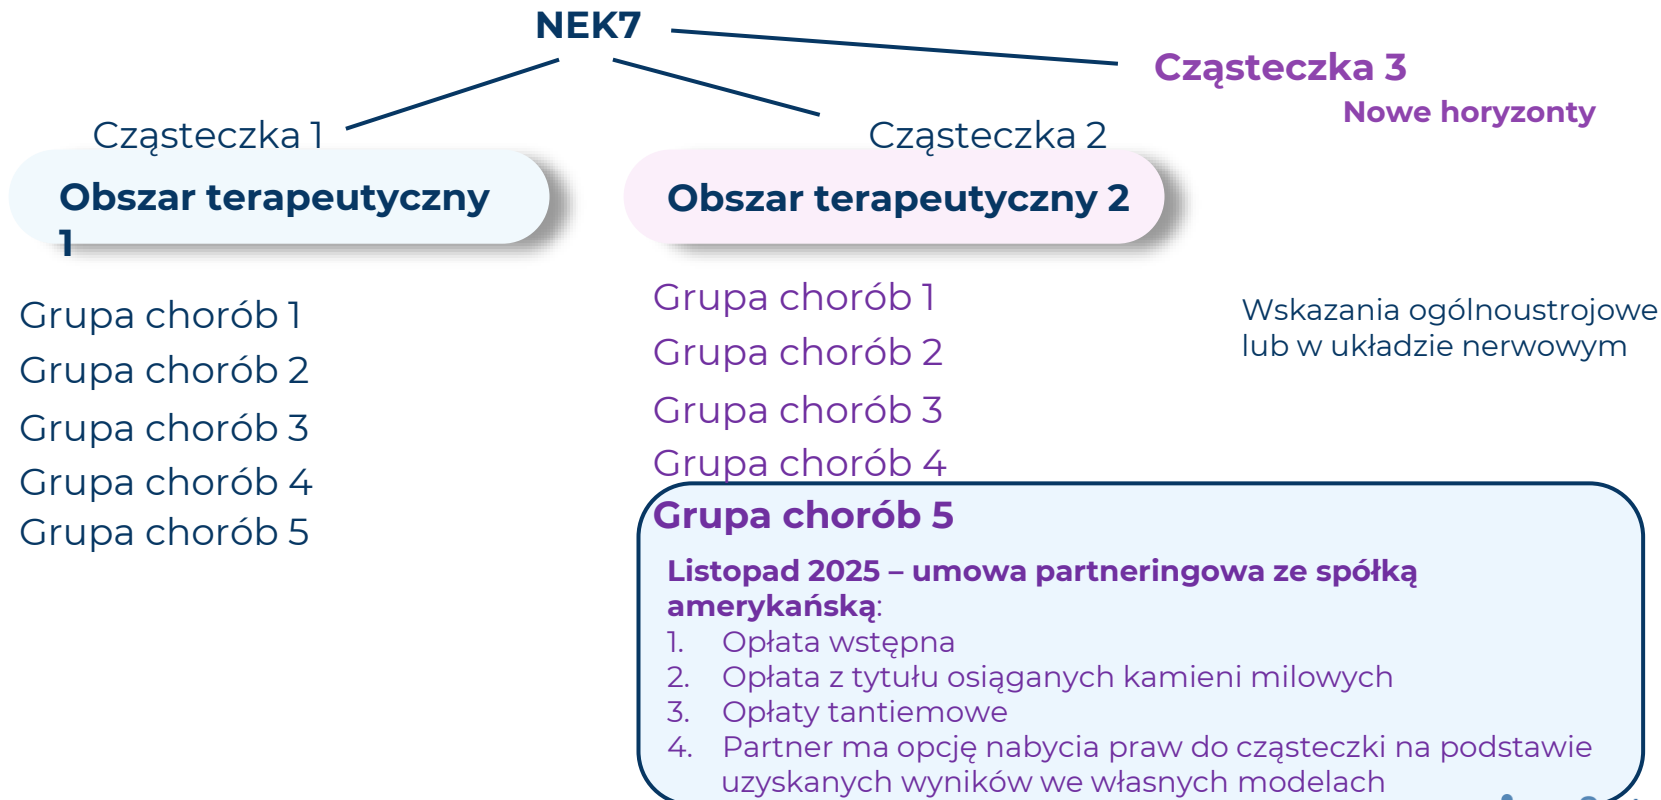 NEK7
Cząsteczka 3
Nowe horyzonty
Cząsteczka 1
Obszar terapeutyczny
1
Grupa chorób 1
Grupa chorób 2
Grupa chorób 3
Grupa chorób 4
Grupa chorób 5
Cząsteczka 2
Obszar terapeutyczny 2
Grupa chorób 1
Grupa chorób 2
Grupa chorób 3
Grupa chorób 4
Grupa chorób 5
Listopad 2025 – umowa partneringowa ze spółką
amerykańską:
1. Opłata wstępna
2. Opłata z tytułu osiąganych kamieni milowych
3. Opłaty tantiemowe
4. Partner ma opcję nabycia praw do cząsteczki na podstawie
uzyskanych wyników we własnych modelach
Wskazania ogólnoustrojowe
lub w układzie nerwowym